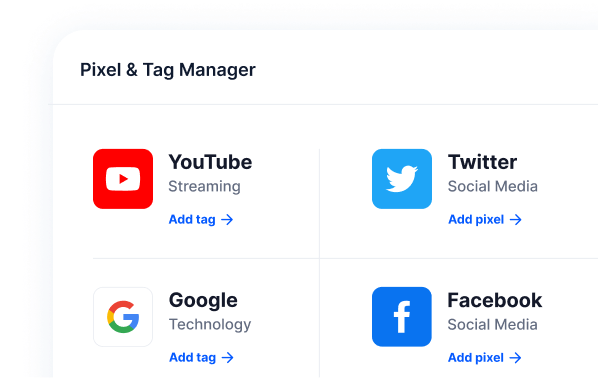 Pixel & Tag Manager
YouTube
Streaming
Add tag →
Twitter
Social Media
Add pixel →
Google
Technology
Add tag →
Facebook
Social Media
Add pixel →